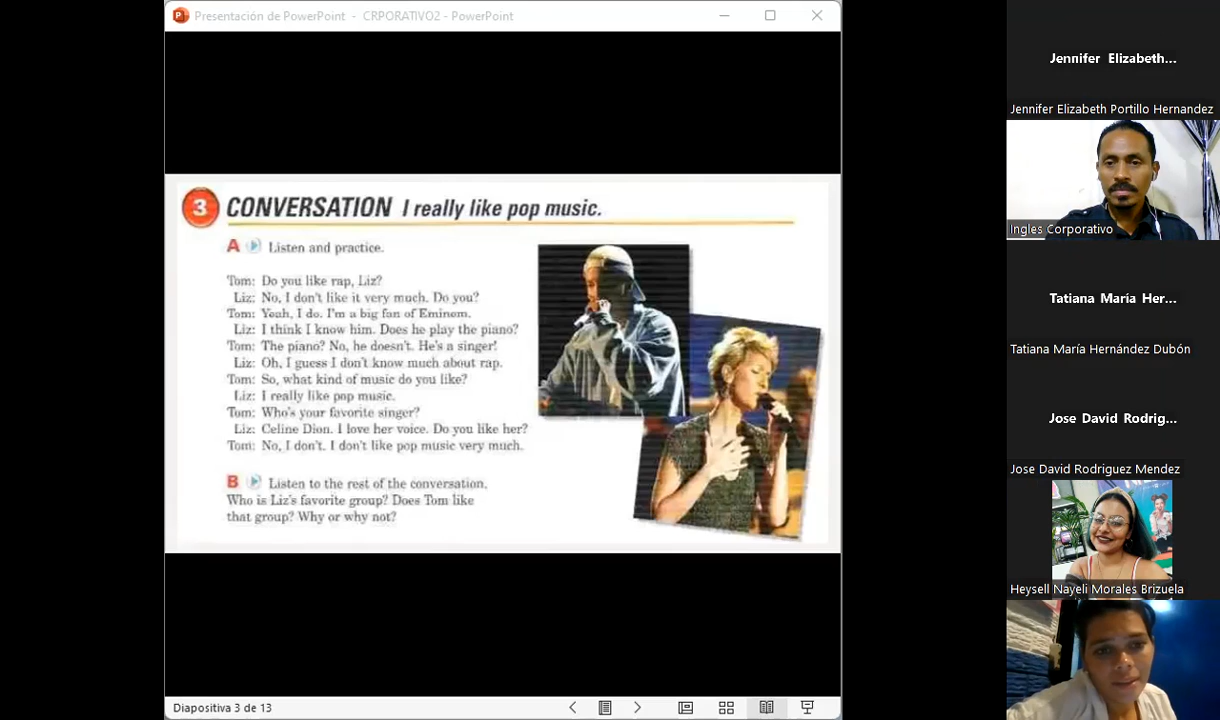 Presentación de PowerPoint - CRPORATIVO2 - PowerPoint
3 CONVERSATION I really like pop music.
A Listen and practice.
Tom: Do you like rap, Liz?
Liz: No, I don't like it very much. Do you?
Tom: Yeah, I do. I'm a big fan of Eminem.
Liz: I think I know him. Does he play the piano?
Tom: The piano? No, he doesn't. He's a singer!
Liz: Oh, I guess I don't know much about rap.
Tom: So, what kind of music do you like?
Liz: I really like pop music.
Tom: Who's your favorite singer?
Liz: Celine Dion. I love her voice. Do you like her?
Tom: No, I don't. I don't like pop music very much.
B Listen to the rest of the conversation.
Who is Liz's favorite group? Does Tom like
that group? Why or why not?
Diapositiva 3 de 13
Jennifer Elizabeth...
Jennifer Elizabeth Portillo Hernandez
Ingles Corporativo
Tatiana María Her...
Tatiana María Hernández Dubón
Jose David Rodrig...
Jose David Rodriguez Mendez
Heysell Nayeli Morales Brizuela